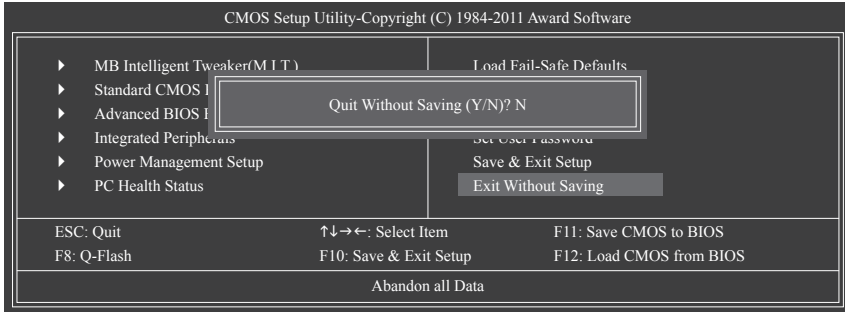 CMOS Setup Utility-Copyright (C) 1984-2011 Award Software
MB Intelligent Tweaker(M.I.T.)
Standard CMOS
Advanced BIOS
Integrated Peripherals
Power Management Setup
PC Health Status
Load Fail-Safe Defaults
Set User Password
Save & Exit Setup
Exit Without Saving
Quit Without Saving (Y/N)? N
ESC: Quit ↑↓→←: Select Item F11: Save CMOS to BIOS
F8: Q-Flash F10: Save & Exit Setup F12: Load CMOS from BIOS
Abandon all Data